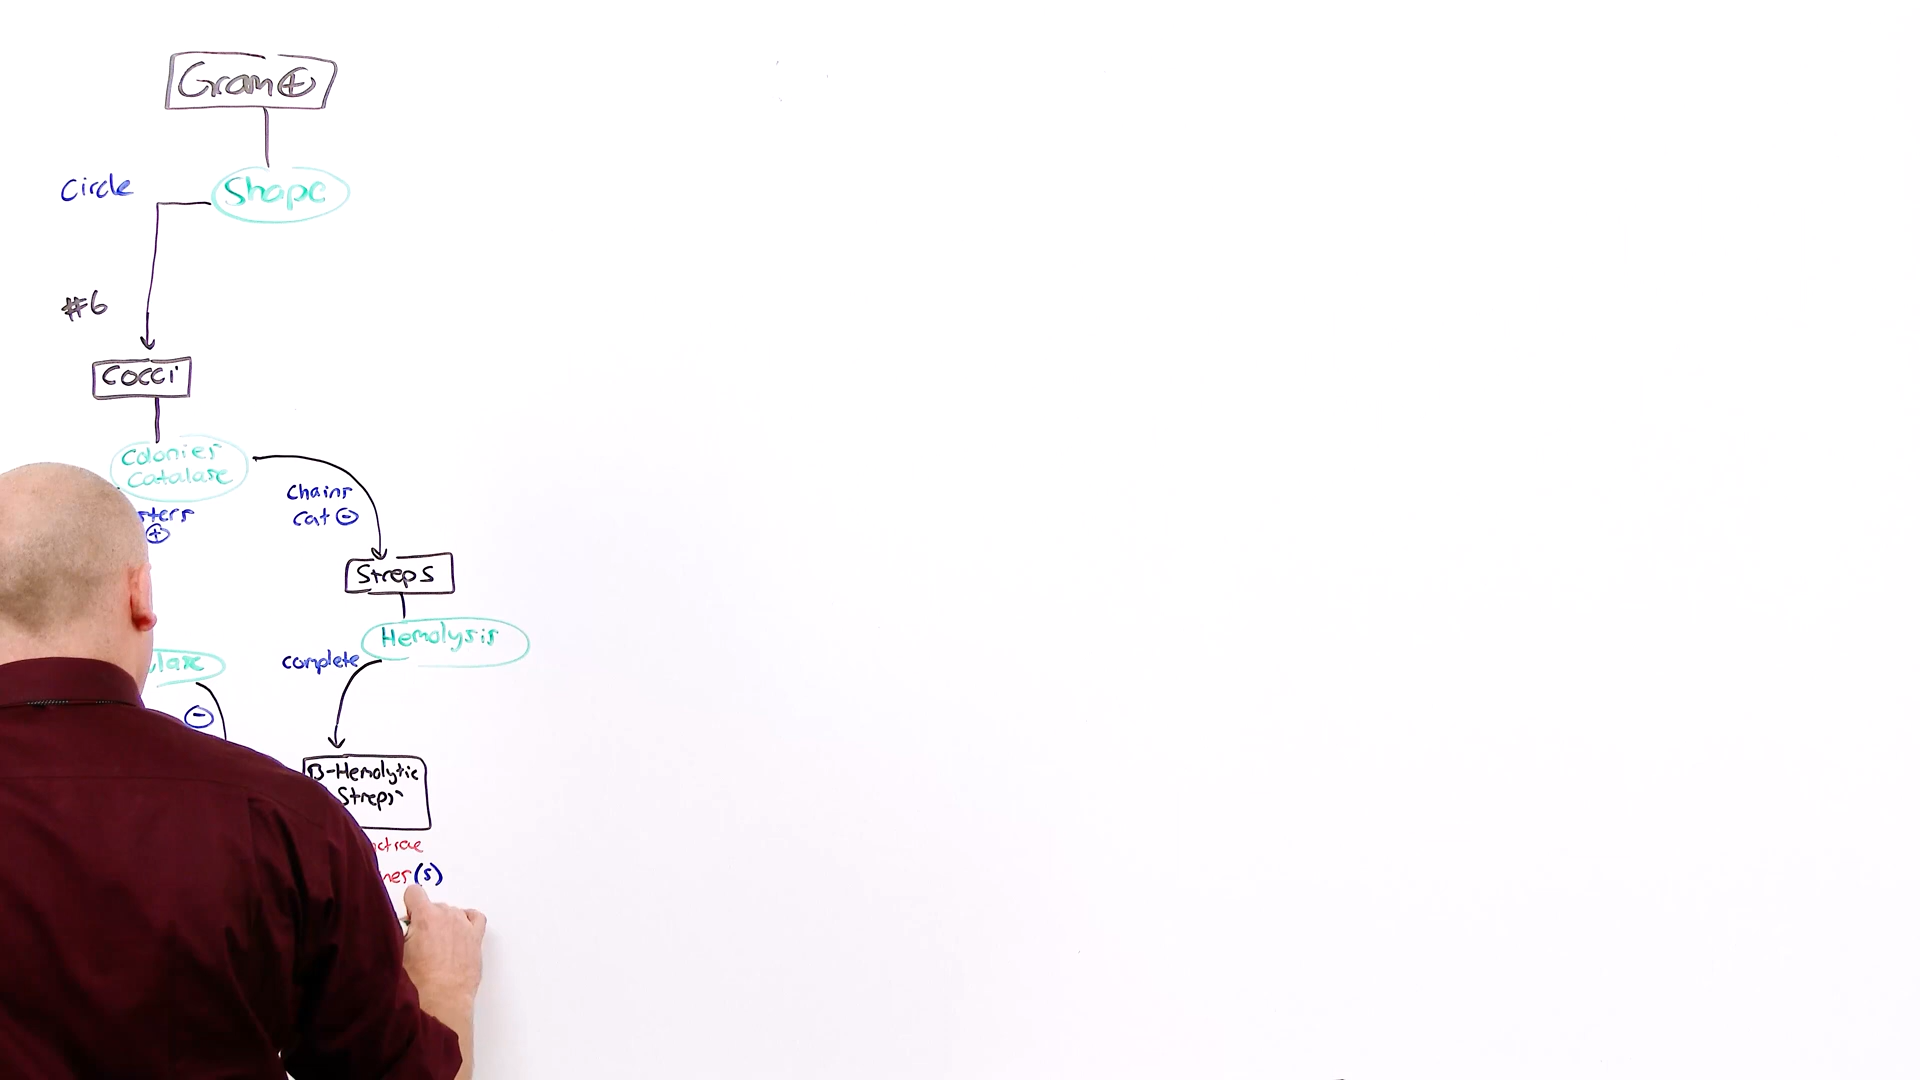 Gram ⊕
Circle
Shape
#6
Cocci
Colonies
Catalase
Chains
cat ⊖
⊕
Streps
Hemolysis
complete
⊖
β-Hemolytic
Streps
(S)